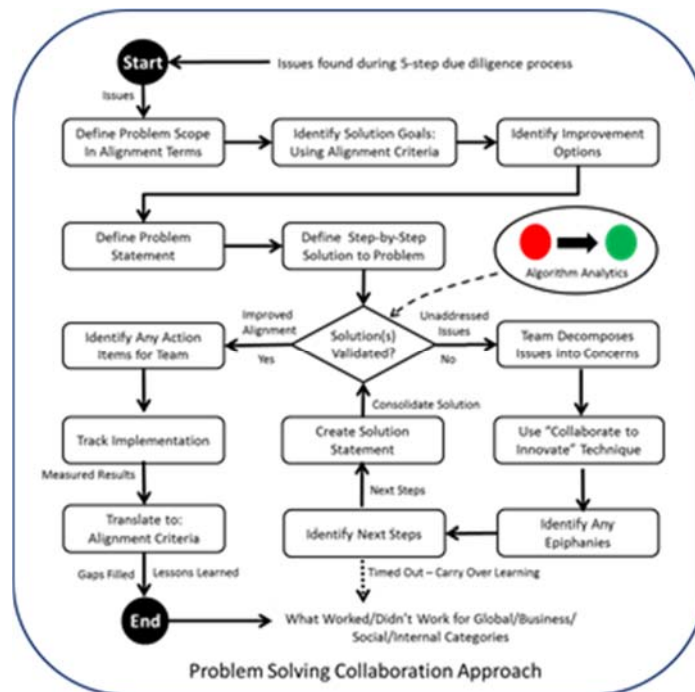 Start
Issues found during 5-step due diligence process
Issues
Define Problem Scope
In Alignment Terms
Identify Solution Goals:
Using Alignment Criteria
Identify Improvement
Options
Define Problem
Statement
Define Step-by-Step
Solution to Problem
Algorithm Analytics
Improved
Alignment
Yes
Solution(s)
Validated?
Unaddressed
Issues
No
Identify Any Action
Items for Team
Team Decomposes
Issues into Concerns
Consolidate Solution
Track Implementation
Create Solution
Statement
Use "Collaborate to
Innovate" Technique
Measured Results
Next Steps
Translate to:
Alignment Criteria
Identify Next Steps
Identify Any
Epiphanies
Gaps Filled
Lessons Learned
Timed Out – Carry Over Learning
End
What Worked/Didn't Work for Global/Business/
Social/Internal Categories
Problem Solving Collaboration Approach